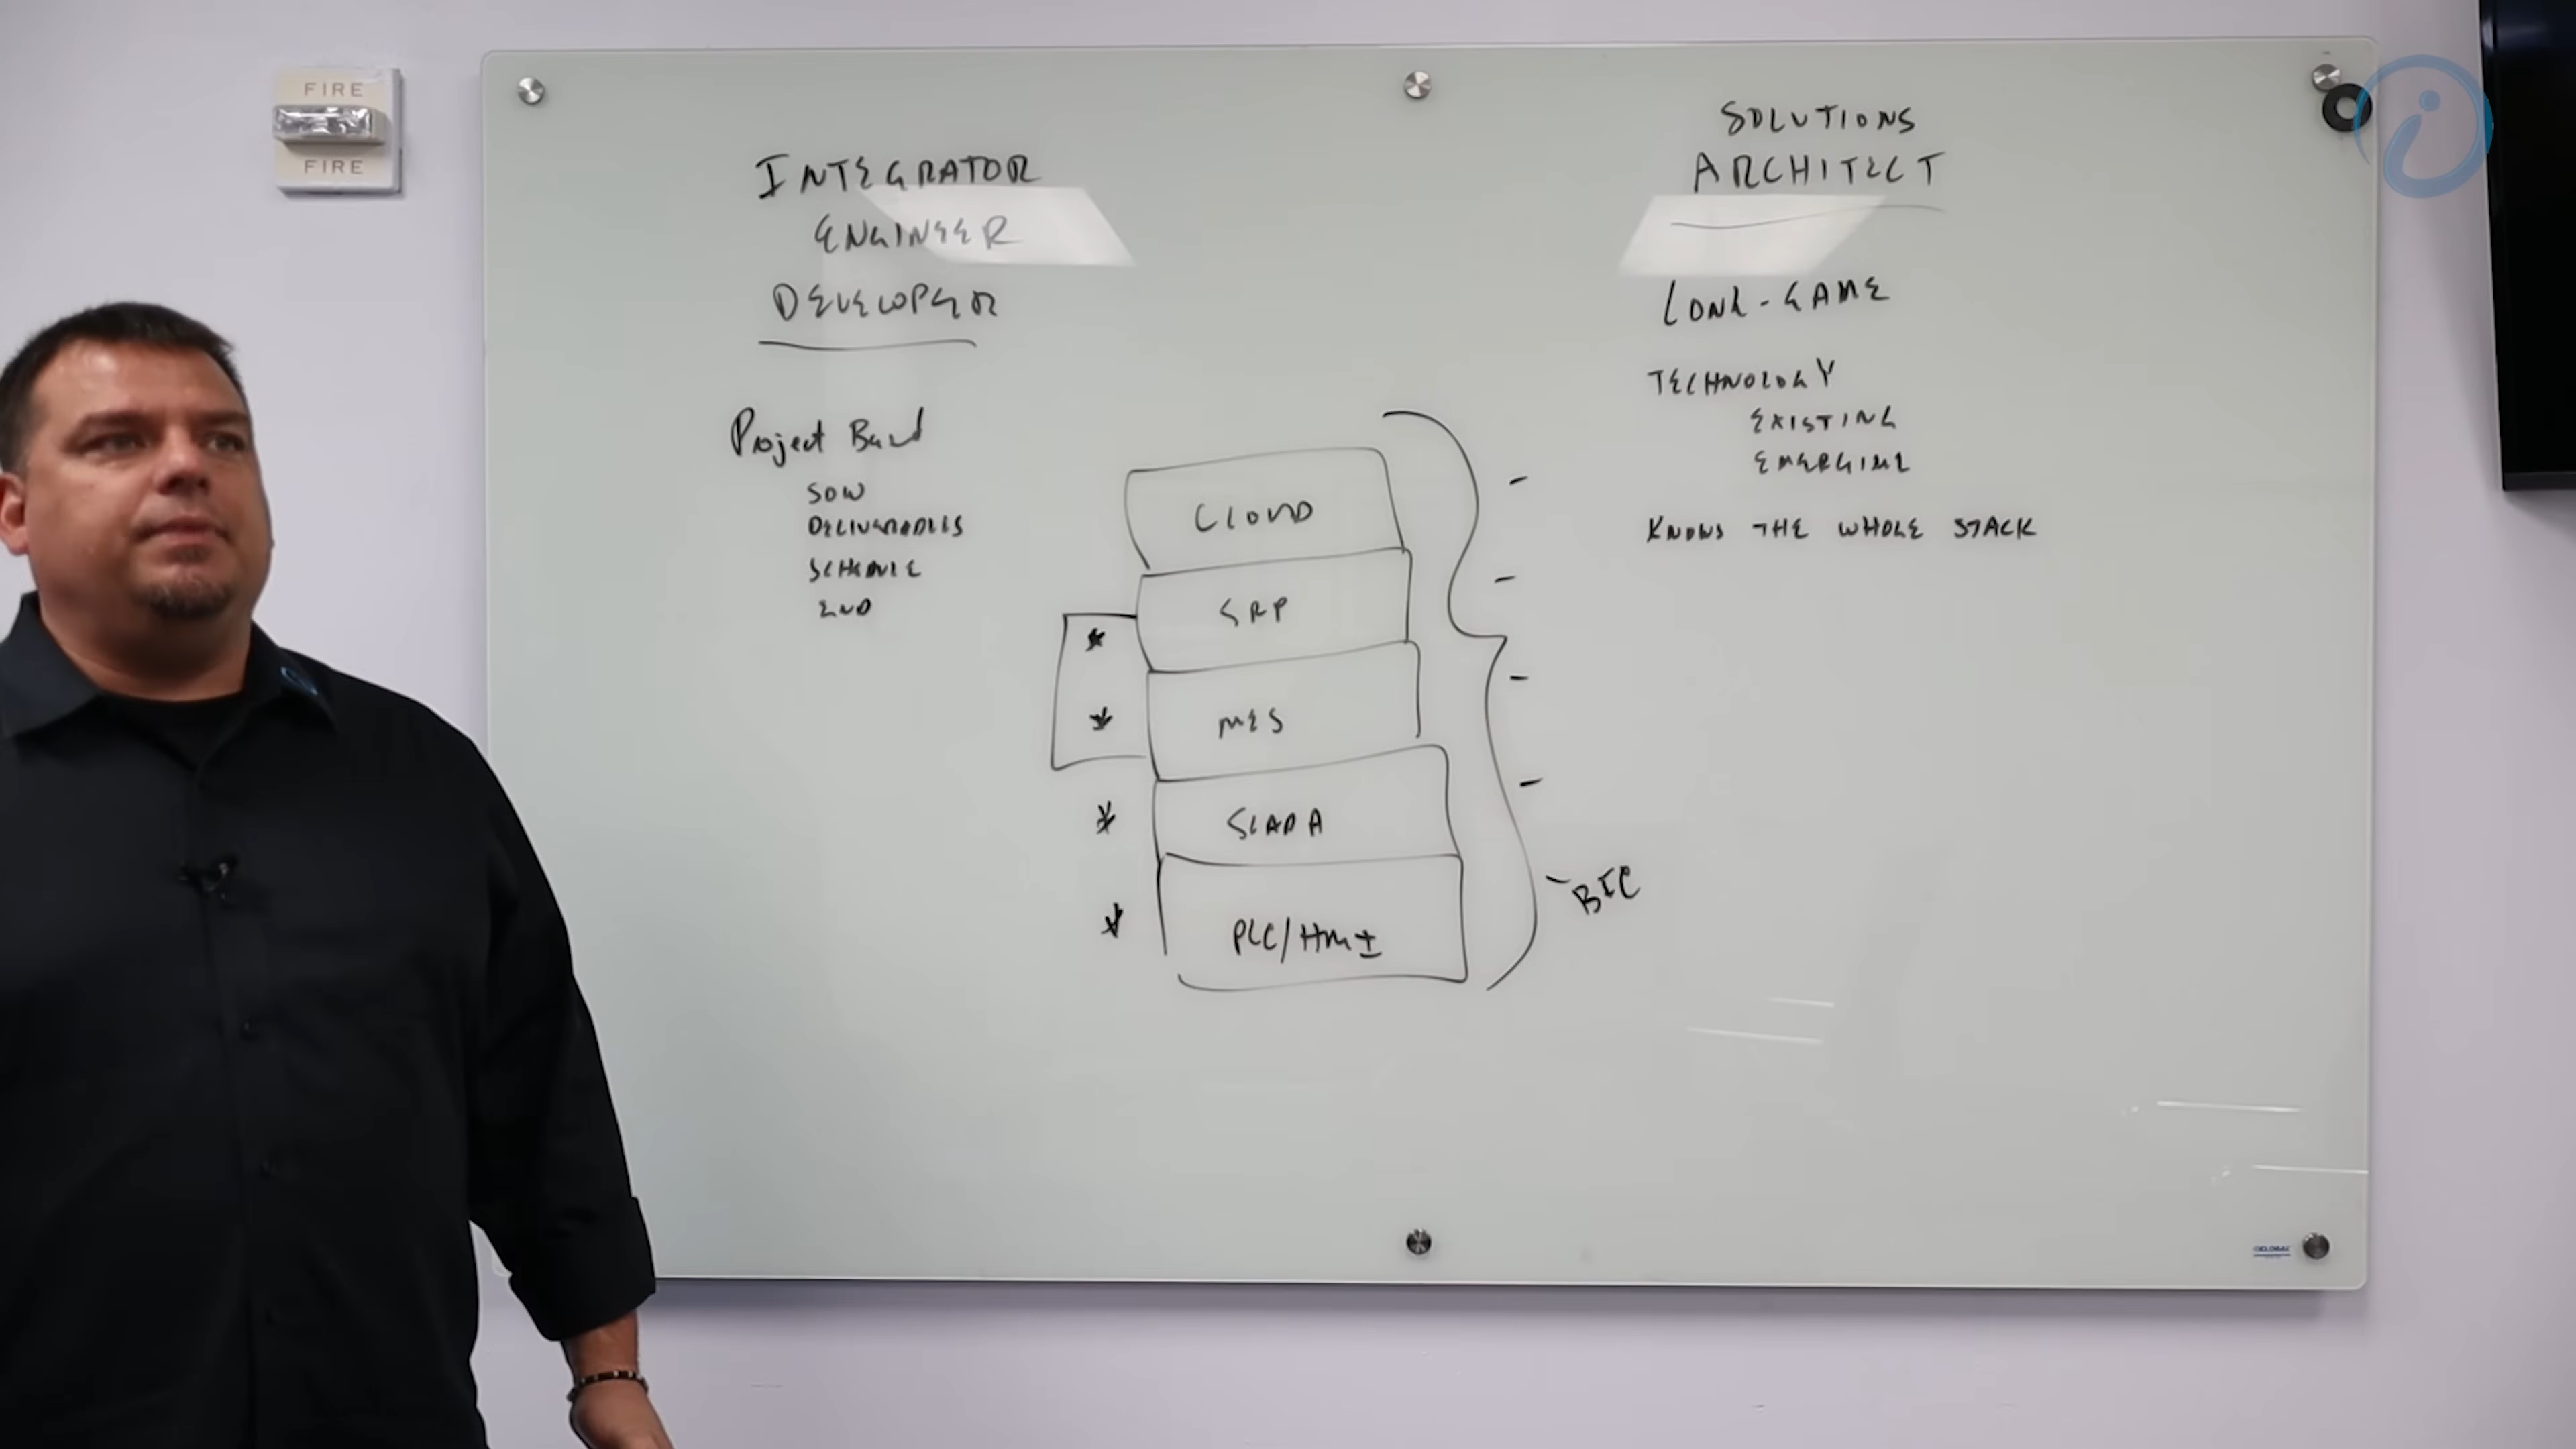 FIRE
FIRE
INTEGRATOR
ENGINEER
DEVELOPER
Project Based
SOW
DELIVERABLES
SCHEDULE
END
CLOUD
ERP
MES
SCADA
PLC/HMI
BIC
SOLUTIONS
ARCHITECT
LONG-GAME
TECHNOLOGY
EXISTING
EMERGING
KNOWS THE WHOLE STACK
i